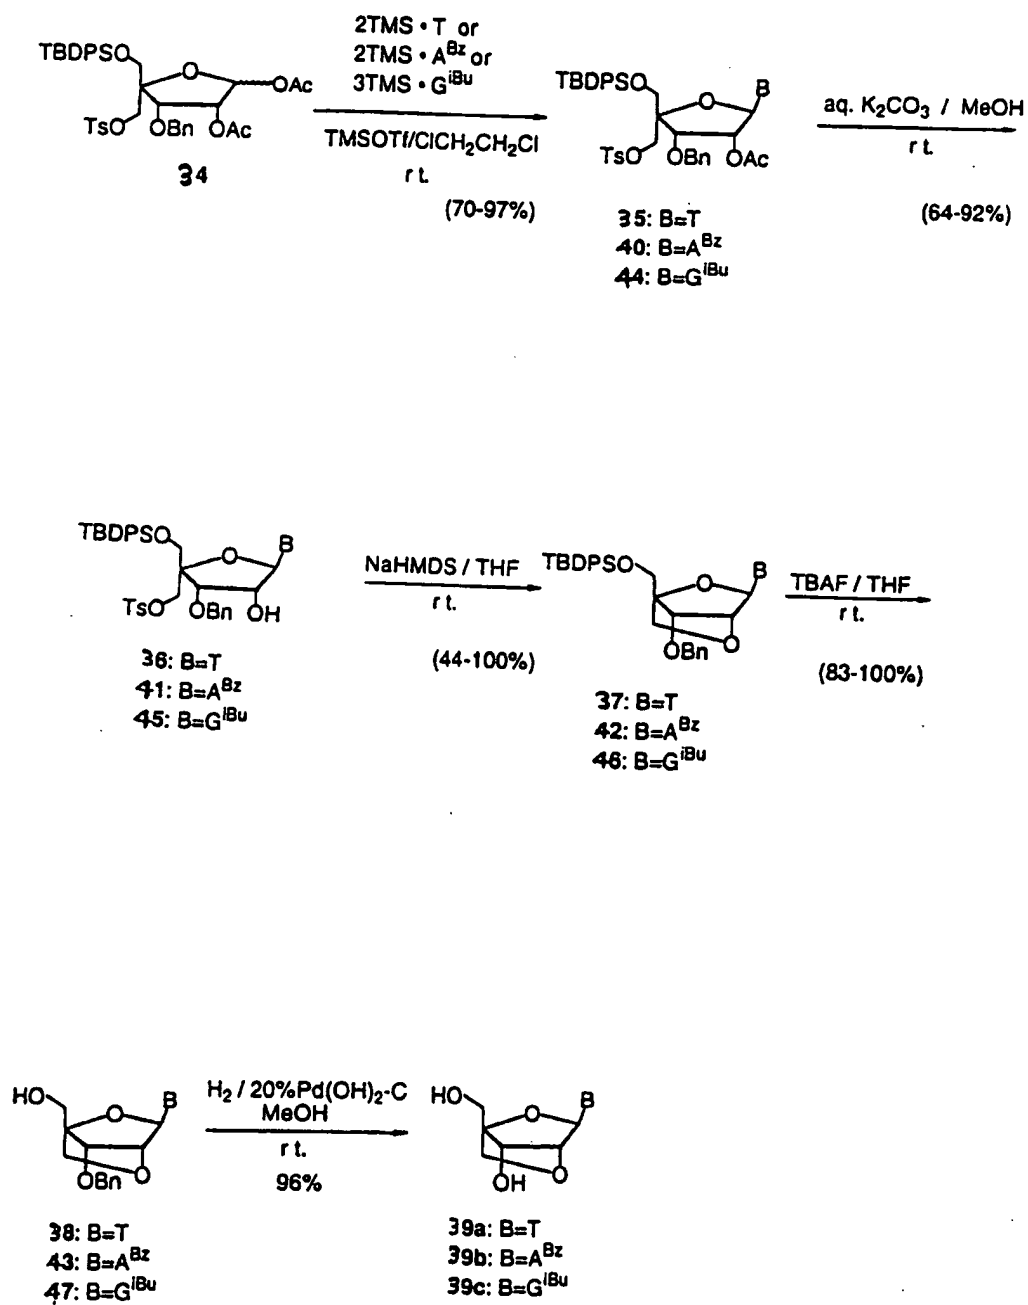 2TMS • T or
2TMS • A^Bz or
3TMS • G^iBu
TBDPSO
O
OAc
TsO
OBn
OAc
34
TMSOTf/ClCH2CH2Cl
r t.
(70-97%)
TBDPSO
O
B
TsO
OBn
OAc
35: B=T
40: B=A^Bz
44: B=G^iBu
aq. K2CO3 / MeOH
r t.
(64-92%)
TBDPSO
O
B
TsO
OBn
OH
36: B=T
41: B=A^Bz
45: B=G^iBu
NaHMDS / THF
r t.
(44-100%)
TBDPSO
O
B
OBn
O
37: B=T
42: B=A^Bz
46: B=G^iBu
TBAF / THF
r t.
(83-100%)
HO
O
B
OBn
O
38: B=T
43: B=A^Bz
47: B=G^iBu
H2 / 20%Pd(OH)2-C
MeOH
r t.
96%
HO
O
B
OH
O
39a: B=T
39b: B=A^Bz
39c: B=G^iBu